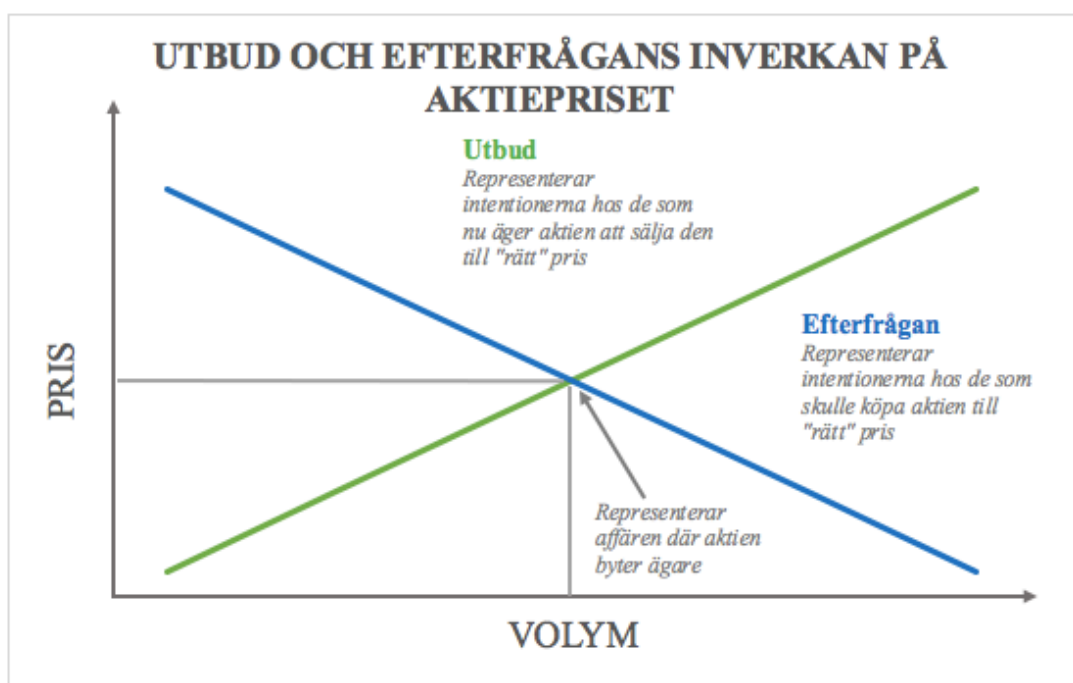 UTBUD OCH EFTERFRÅGANS INVERKAN PÅ
AKTIEPRISET
Utbud
Representerar
intentionerna hos de som
nu äger aktien att sälja den
till "rätt" pris
Efterfrågan
Representerar
intentionerna hos de som
skulle köpa aktien till
"rätt" pris
PRIS
Representerar
affären där aktien
byter ägare
VOLYM